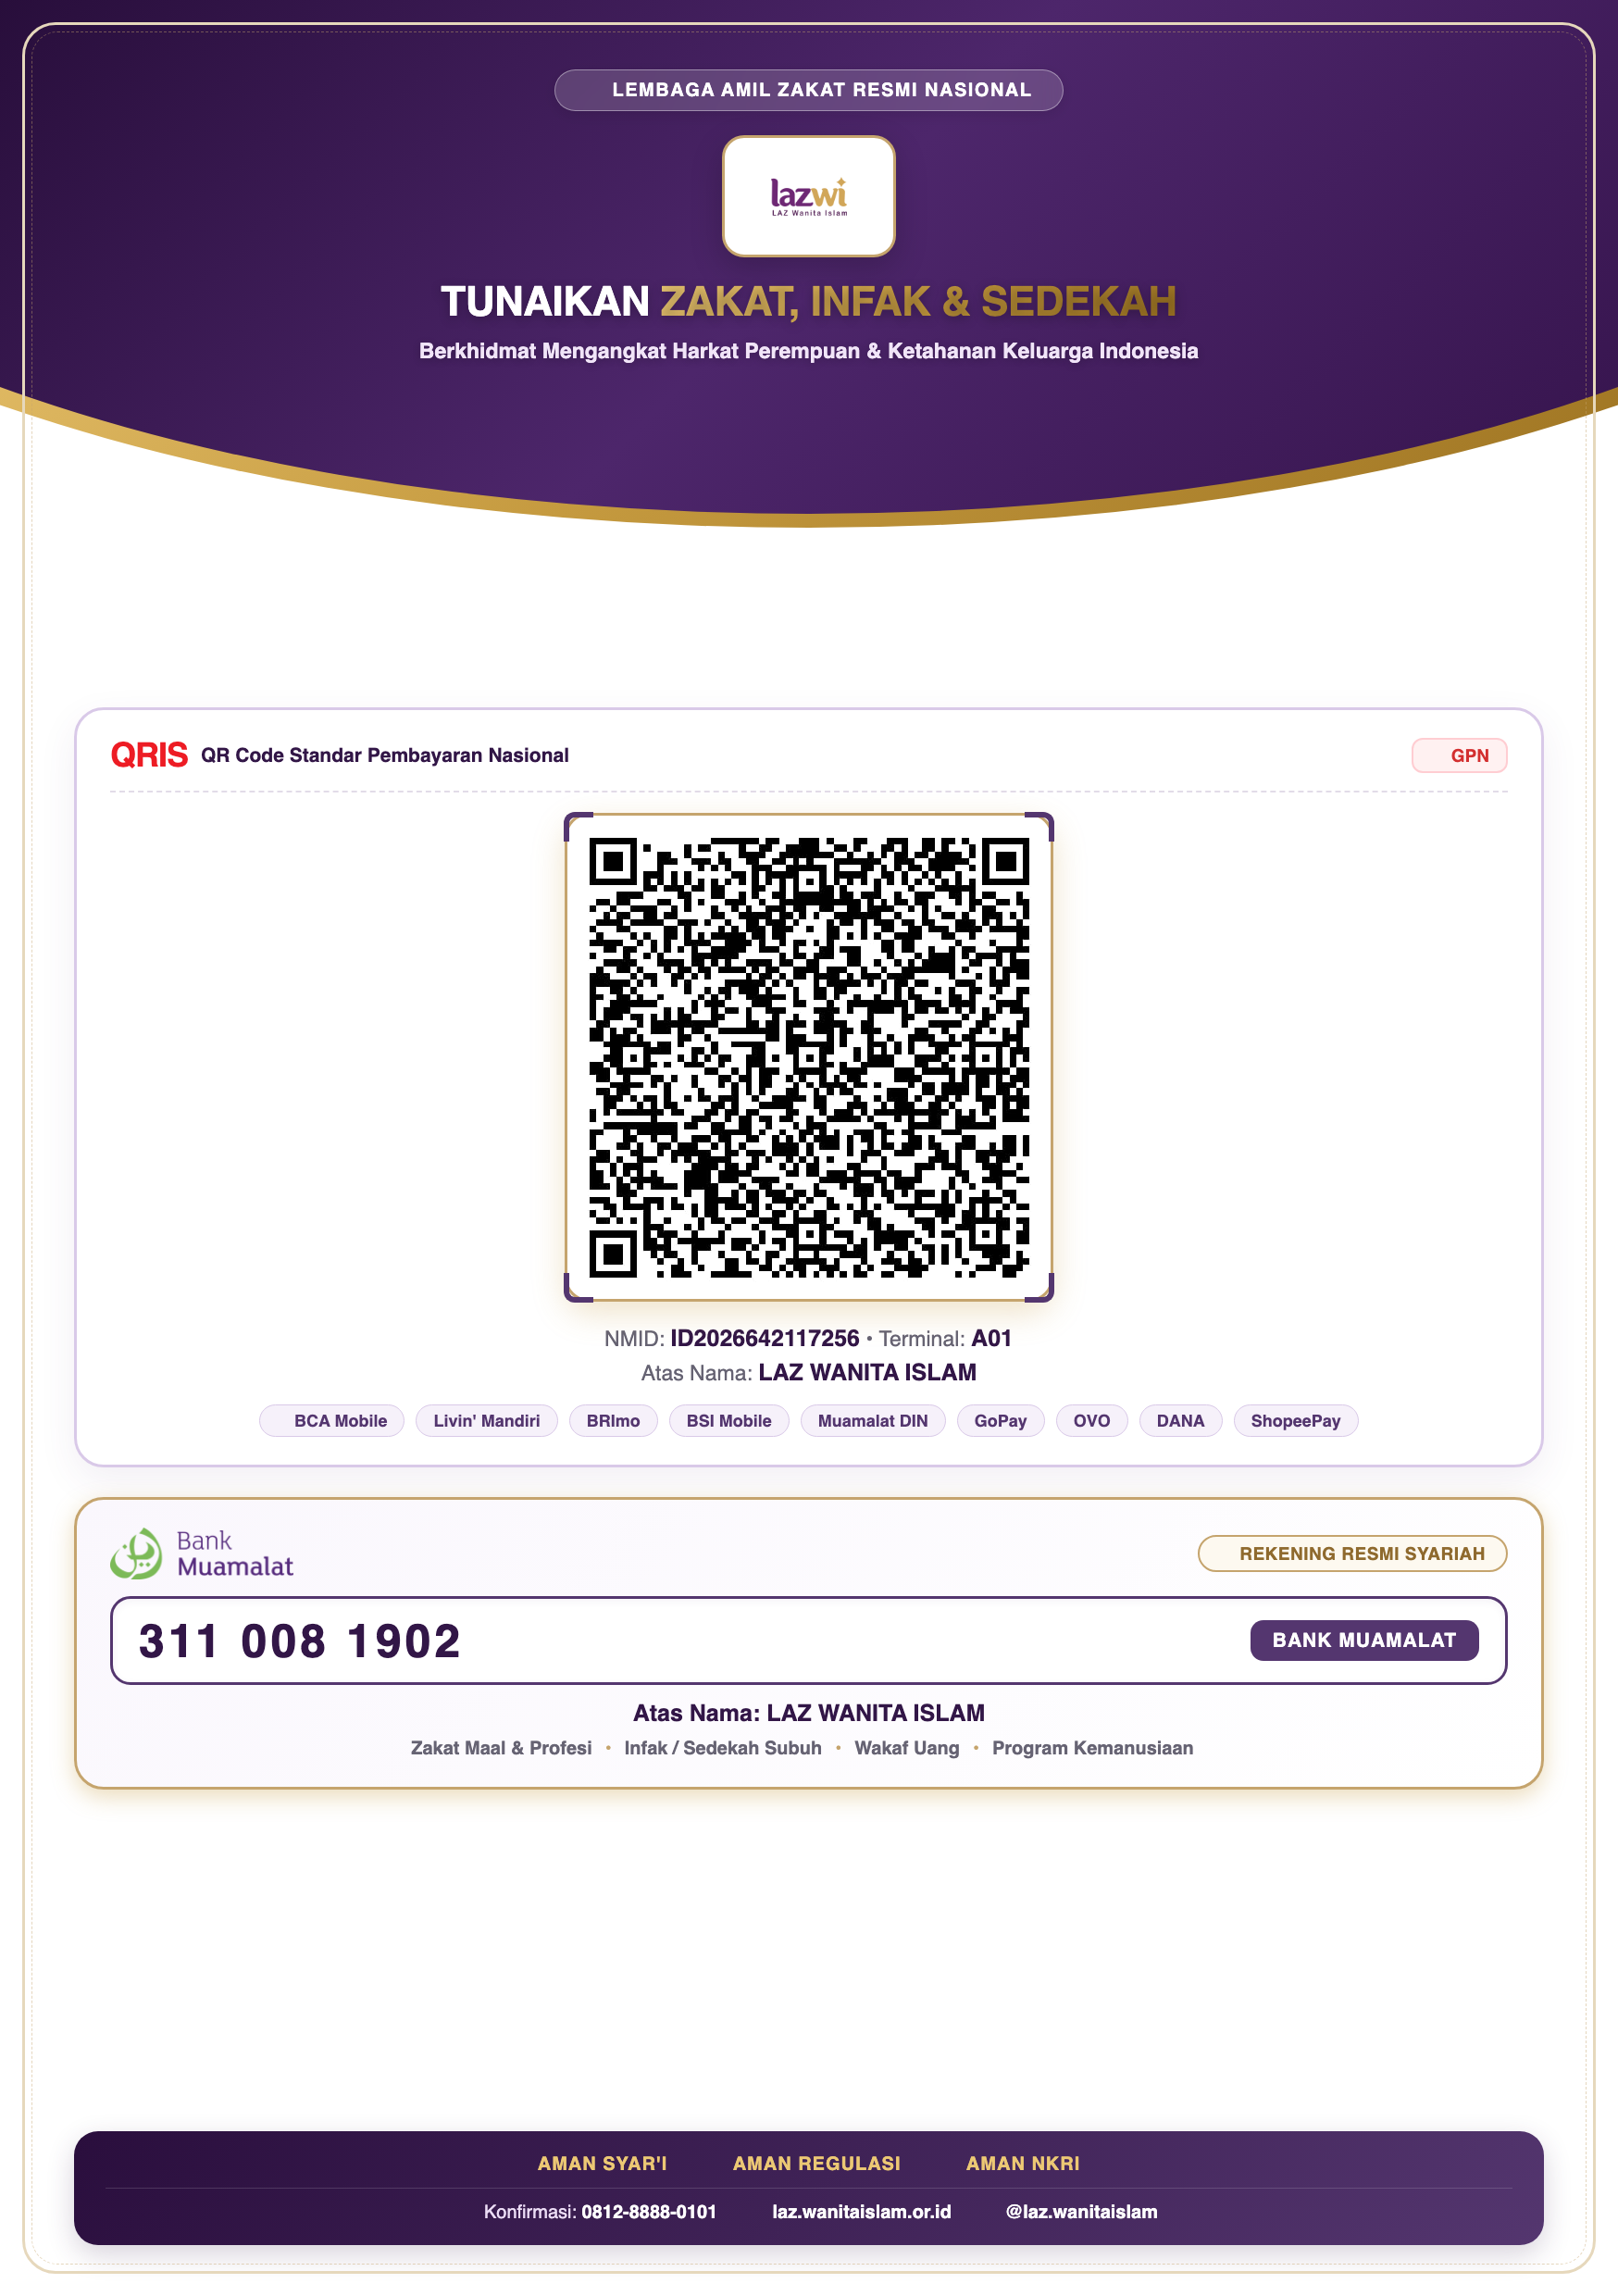 LEMBAGA AMIL ZAKAT RESMI NASIONAL
lazwi
LAZ Wanita Islam
TUNAIKAN ZAKAT, INFAK & SEDEKAH
Berkhidmat Mengangkat Harkat Perempuan & Ketahanan Keluarga Indonesia
QRIS QR Code Standar Pembayaran Nasional GPN
NMID: ID2026642117256 • Terminal: A01
Atas Nama: LAZ WANITA ISLAM
BCA Mobile Livin' Mandiri BRImo BSI Mobile Muamalat DIN GoPay OVO DANA ShopeePay
Bank
Muamalat
REKENING RESMI SYARIAH
311 008 1902 BANK MUAMALAT
Atas Nama: LAZ WANITA ISLAM
Zakat Maal & Profesi • Infak / Sedekah Subuh • Wakaf Uang • Program Kemanusiaan
AMAN SYAR'I AMAN REGULASI AMAN NKRI
Konfirmasi: 0812-8888-0101 laz.wanitaislam.or.id @laz.wanitaislam